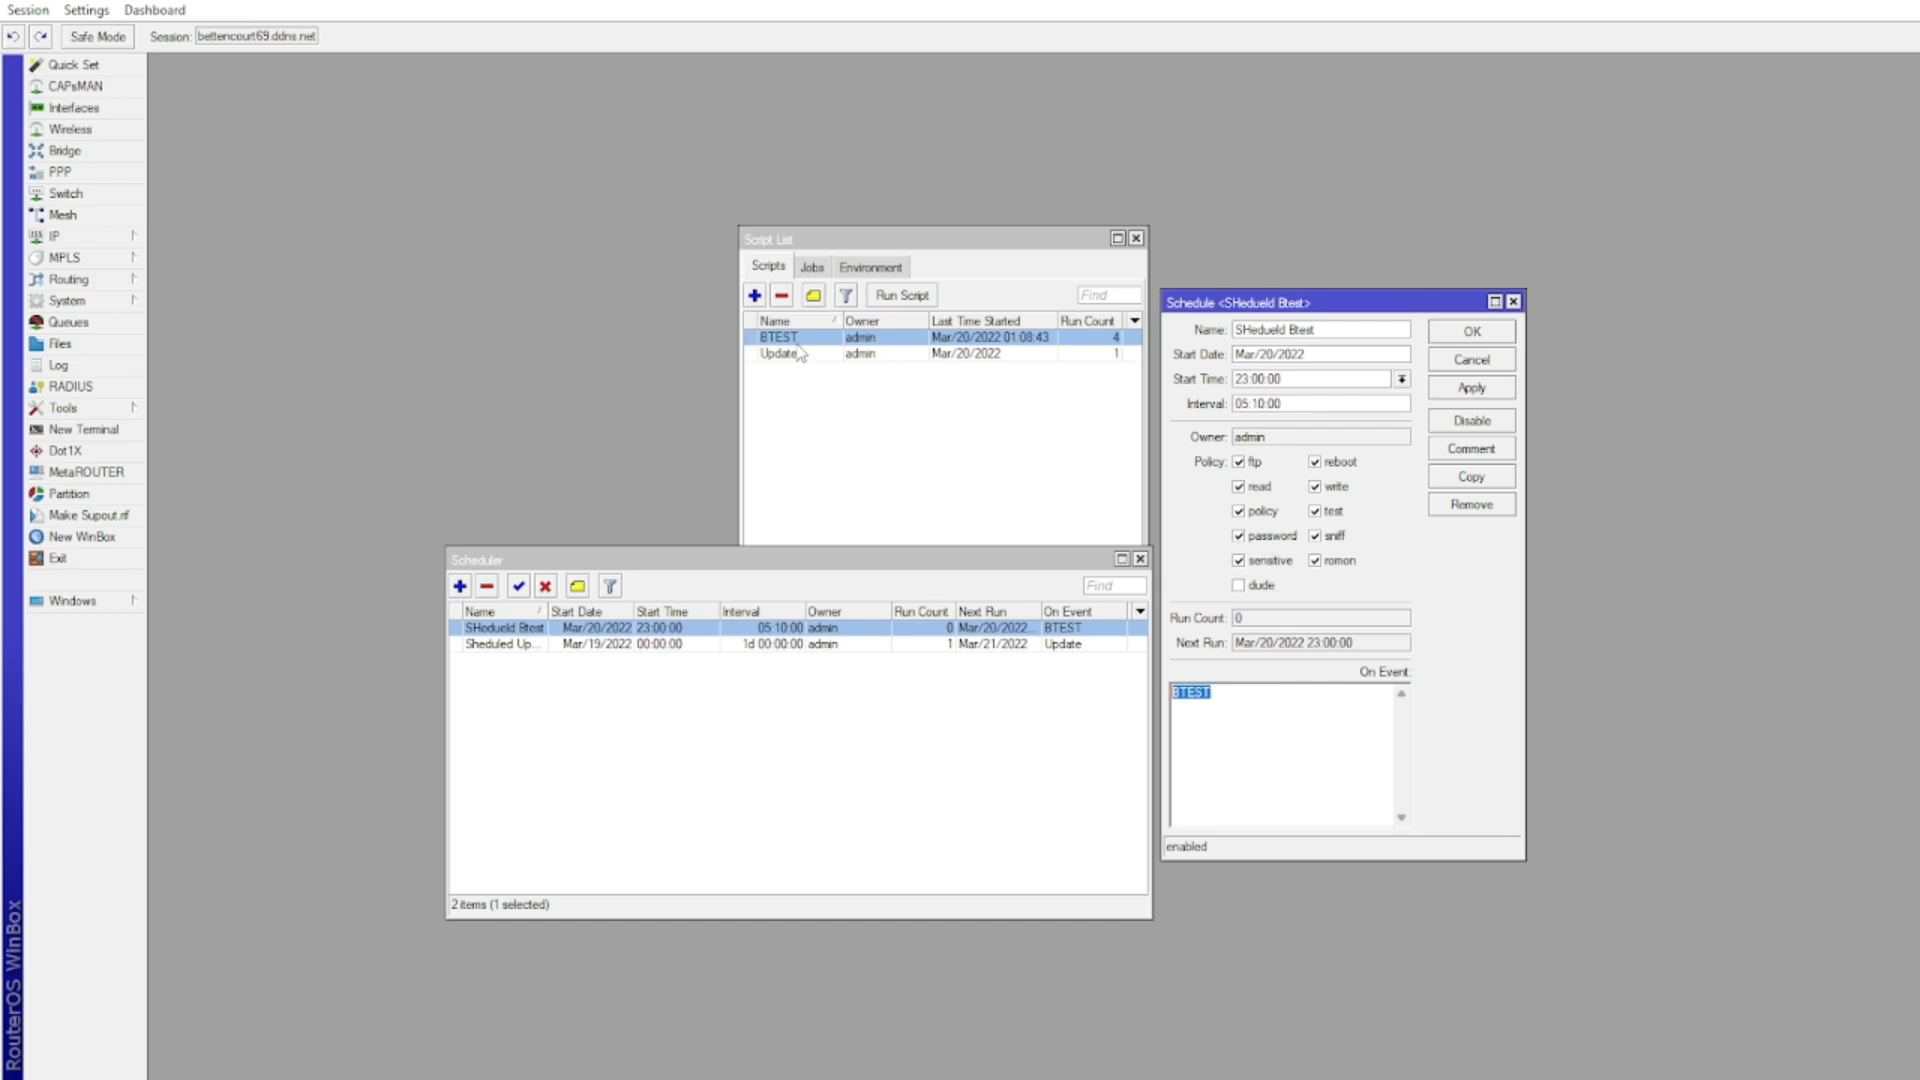 Session Settings Dashboard
Safe Mode Session: bettencourt69.ddns.net
Quick Set
CAPsMAN
Interfaces
Wireless
Bridge
PPP
Switch
Mesh
IP
MPLS
Routing
System
Queues
Files
Log
RADIUS
Tools
New Terminal
Dot1X
MetaROUTER
Partition
Make Supout.rif
New WinBox
Exit
Windows
RouterOS WinBox
Script List
Scripts Jobs Environment
Run Script Find
Name Owner Last Time Started Run Count
BTEST admin Mar/20/2022 01:08:43 4
Update admin Mar/20/2022 1
Scheduler
Find
Name Start Date Start Time Interval Owner Run Count Next Run On Event
SHedueld Btest Mar/20/2022 23:00:00 05:10:00 admin 0 Mar/20/2022... BTEST
Sheduled Up... Mar/19/2022 00:00:00 1d 00:00:00 admin 1 Mar/21/2022 Update
2 items (1 selected)
Schedule <SHedueld Btest>
Name: SHedueld Btest OK
Start Date: Mar/20/2022 Cancel
Start Time: 23:00:00 Apply
Interval: 05:10:00 Disable
Owner: admin Comment
Policy: ftp reboot Copy
read write Remove
policy test
password sniff
sensitive romon
dude
Run Count: 0
Next Run: Mar/20/2022 23:00:00
On Event:
BTEST
enabled